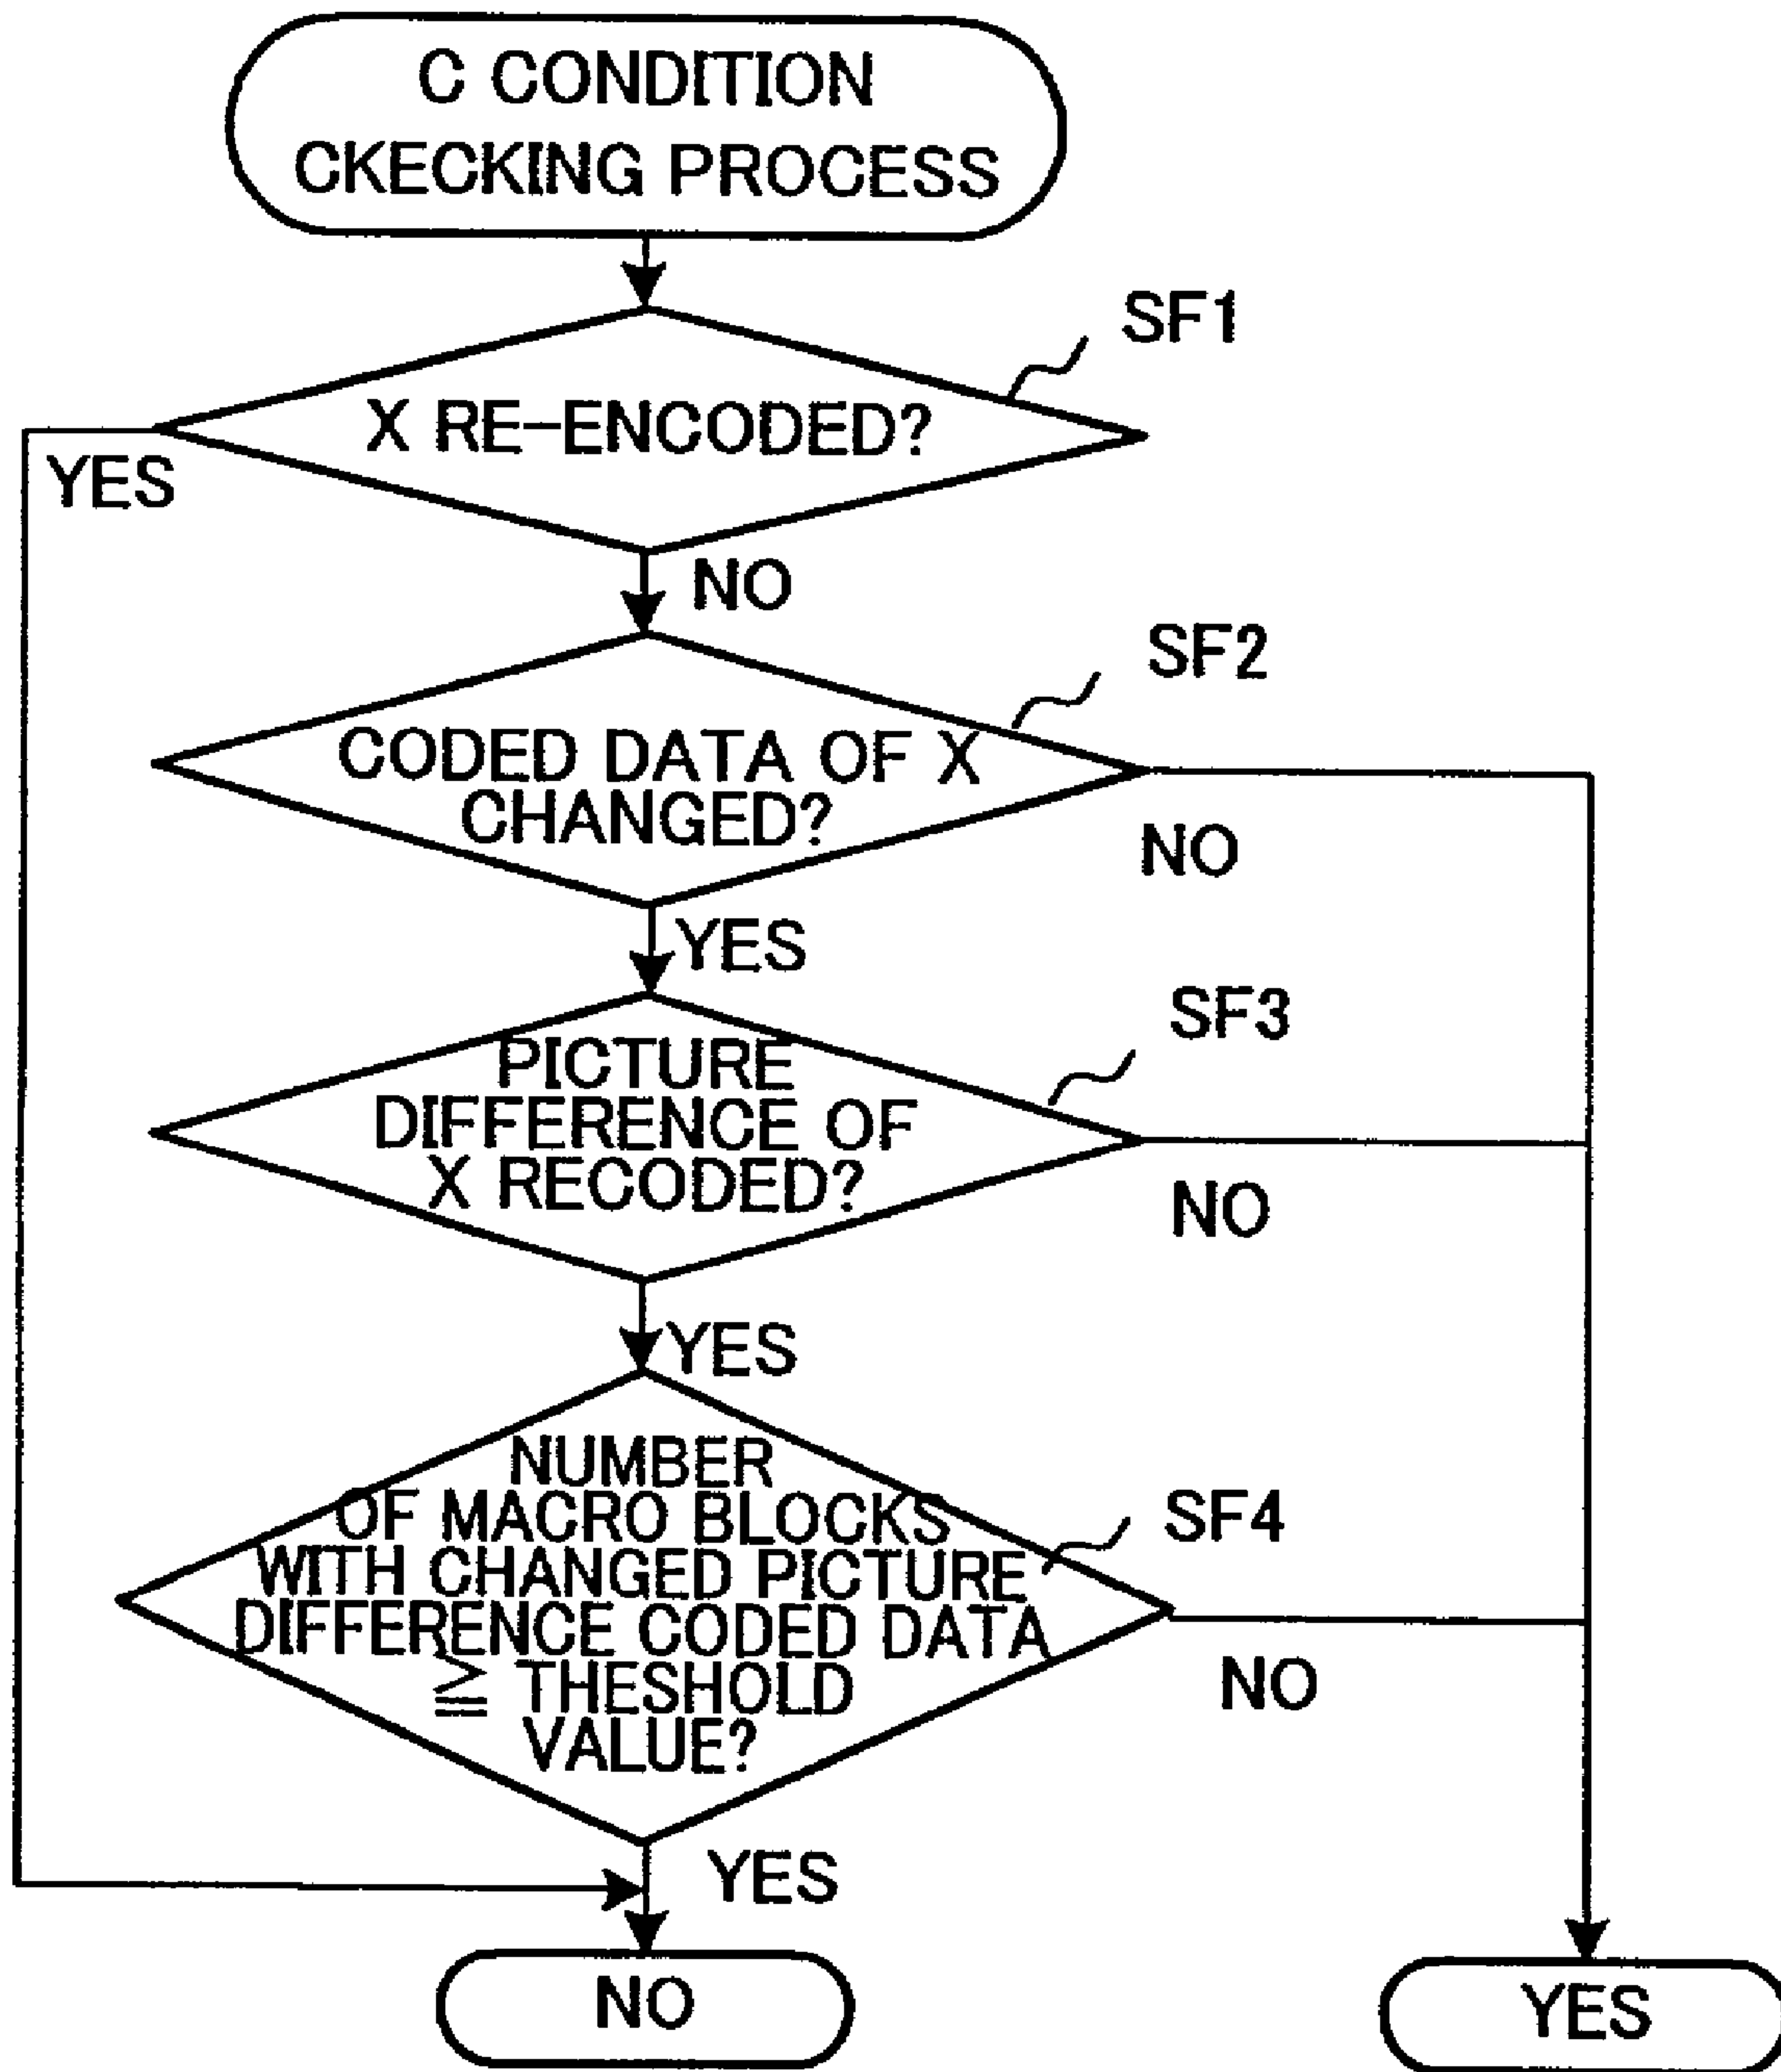 C CONDITION
CKECKING PROCESS
SF1
X RE-ENCODED?
YES
NO
SF2
CODED DATA OF X
CHANGED?
NO
YES
SF3
PICTURE
DIFFERENCE OF
X RECODED?
NO
YES
NUMBER
OF MACRO BLOCKS
WITH CHANGED PICTURE
DIFFERENCE CODED DATA
≧ THESHOLD
VALUE?
SF4
NO
YES
NO
YES